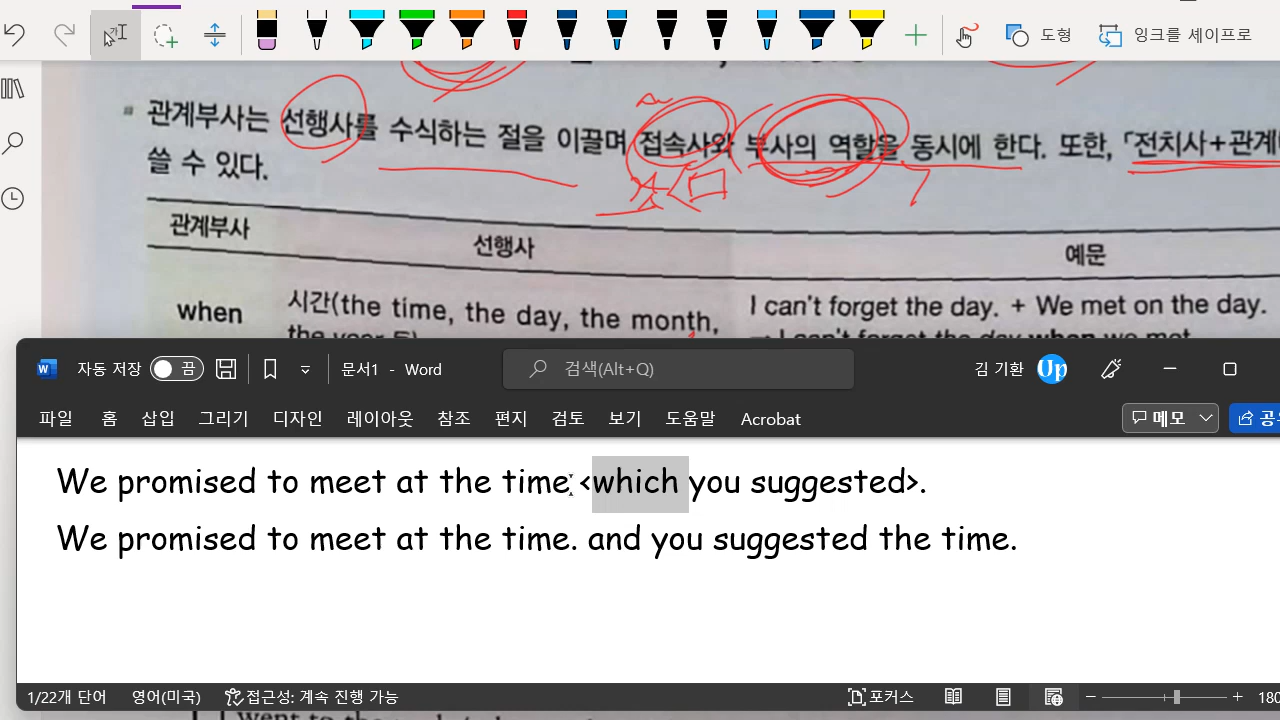 도형
잉크를 셰이프로
관계부사는 선행사를 수식하는 절을 이끌며 접속사와 부사의 역할을 동시에 한다. 또한, 「전치사+관계
쓸 수 있다.
관계부사
선행사
예문
when
시간(the time, the day, the month,
I can't forget the day. + We met on the day.
자동 저장
끔
문서1 - Word
검색(Alt+Q)
김 기환
Up
파일 홈 삽입 그리기 디자인 레이아웃 참조 편지 검토 보기 도움말 Acrobat
메모
We promised to meet at the time <which you suggested>.
We promised to meet at the time. and you suggested the time.
1/22개 단어 영어(미국) 접근성: 계속 진행 가능
포커스
180